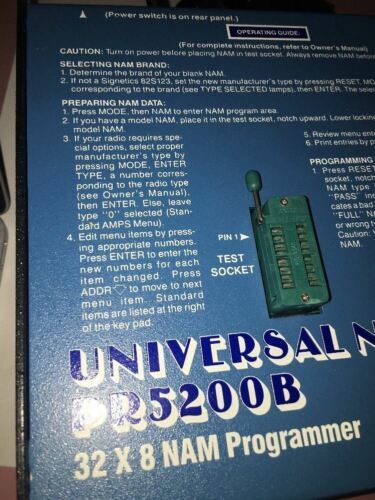 (Power switch is on rear panel.)
OPERATING GUIDE:
(For complete instructions, refer to Owner's Manual)
CAUTION: Turn on power before placing NAM in test socket. Always remove NAM before
SELECTING NAM BRAND:
1. Determine the brand of your blank NAM.
2. If not a Signetics 82S123, set the new manufacturer's type by pressing RESET,
corresponding to the brand (see TYPE SELECTED lamps), then ENTER. The
PREPARING NAM DATA:
1. Press MODE, then NAM to enter NAM program area.
2. If you have a model NAM, place it in the test socket, notch upward. Lower locking
model NAM.
3. If your radio requires spe-
cial options, select proper
manufacturer's type by
pressing MODE, ENTER
TYPE, a number corres-
ponding to the radio type
(see Owner's Manual),
then ENTER. Else, leave
type "0" selected (Stan-
dard AMPS Menu).
4. Edit menu items by press-
ing appropriate numbers.
Press ENTER to enter the
new numbers for each
item changed. Press
ADDR to move to next
menu item. Standard
items are listed at the right
of the key pad.
5. Review menu
6. Print entries by
PROGRAMMING
1. Press RESET
socket, notch
NAM type
"PASS"
cates a bad
"FULL"
or wrong
Caution:
NAM.
PIN 1
TEST
SOCKET
UNIVERSAL N
PR5200B
32 X 8 NAM Programmer